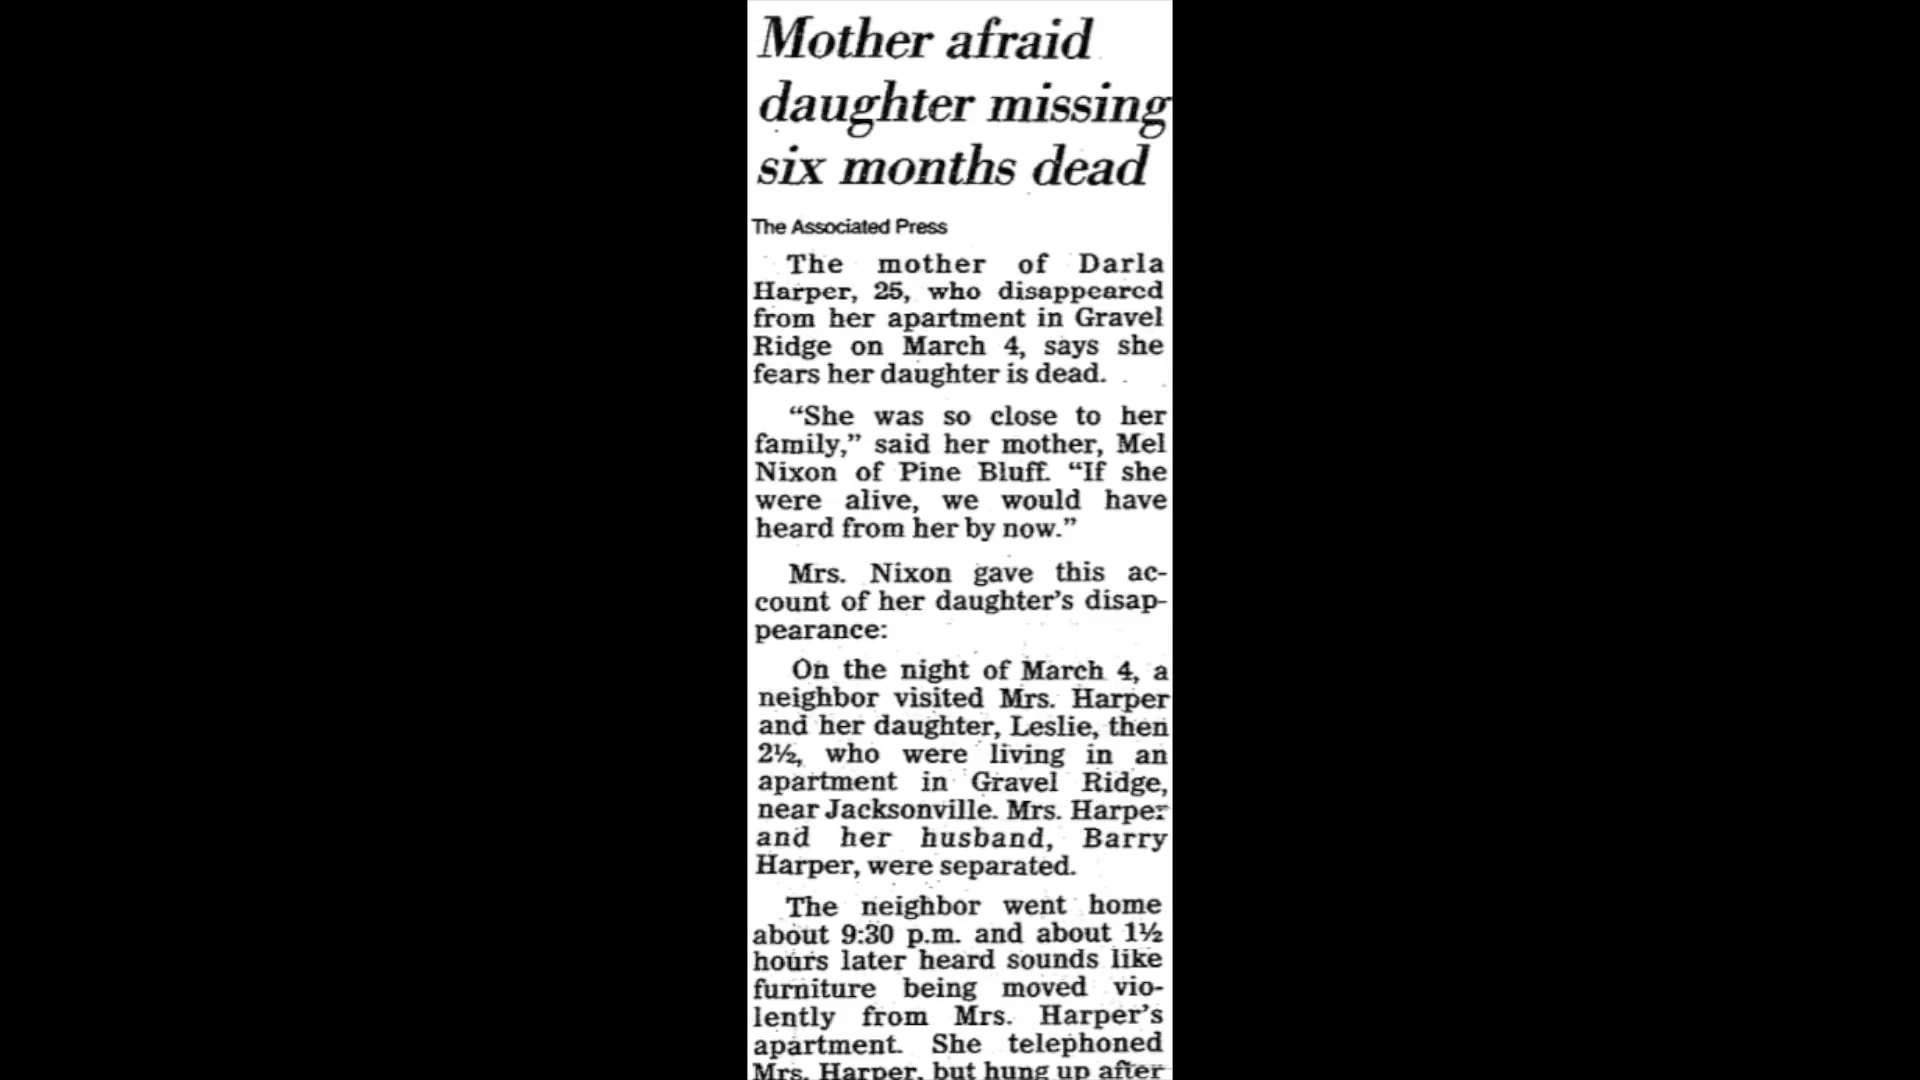 Mother afraid
daughter missing
six months dead
The Associated Press
The mother of Darla
Harper, 25, who disappeared
from her apartment in Gravel
Ridge on March 4, says she
fears her daughter is dead.
“She was so close to her
family,” said her mother, Mel
Nixon of Pine Bluff. “If she
were alive, we would have
heard from her by now.”
Mrs. Nixon gave this ac-
count of her daughter’s disap-
pearance:
On the night of March 4, a
neighbor visited Mrs. Harper
and her daughter, Leslie, then
2½, who were living in an
apartment in Gravel Ridge,
near Jacksonville. Mrs. Harper
and her husband, Barry
Harper, were separated.
The neighbor went home
about 9:30 p.m. and about 1½
hours later heard sounds like
furniture being moved vio-
lently from Mrs. Harper’s
apartment. She telephoned
Mrs. Harper, but hung up after